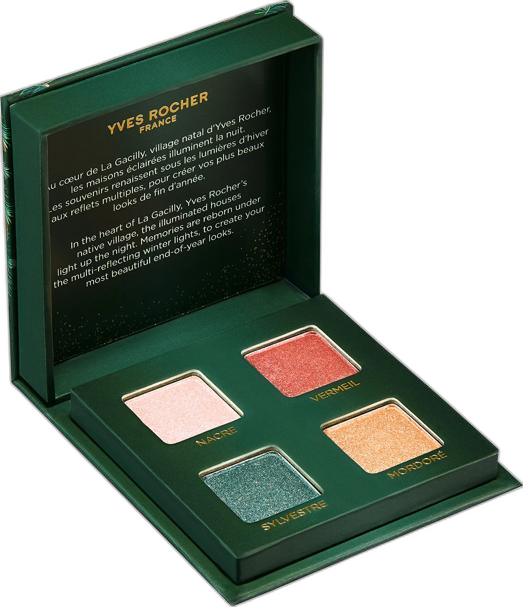 YVES ROCHER
FRANCE
u cœur de La Gacilly, village natal d'Yves Rocher,
les maisons éclairées illuminent la nuit.
es souvenirs renaissent sous les lumières d'hiver
aux reflets multiples, pour créer vos plus beaux
looks de fin d'année.
In the heart of La Gacilly, Yves Rocher's
native village, the illuminated houses
light up the night. Memories are reborn under
the multi-reflecting winter lights, to create your
most beautiful end-of-year looks.
VERMEIL
NACRE
MORDORÉ
SYLVESTRE